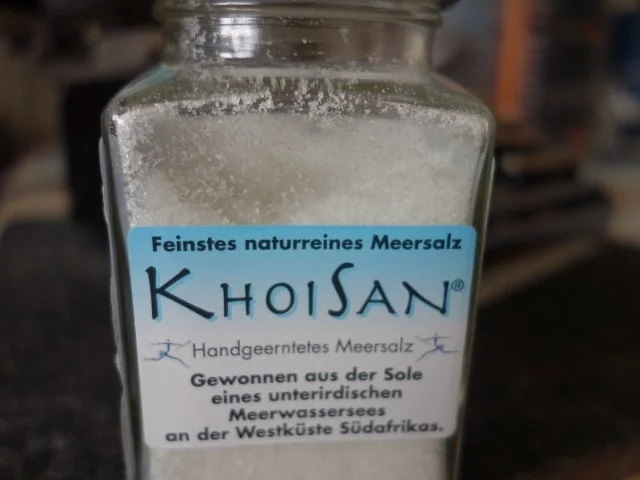 Feinstes naturreines Meersalz
KHOISAN®
Handgeerntetes Meersalz
Gewonnen aus der Sole
eines unterirdischen
Meerwassersees
an der Westküste Südafrikas.